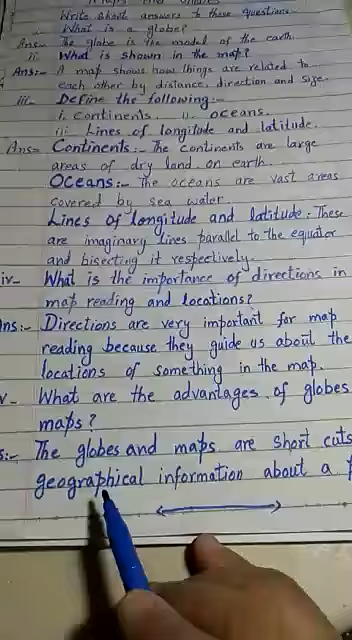 Maps and Globes
Write short answers to these questions.
i. What is a globe?
Ans:- The globe is the model of the earth.
ii. What is shown in the map?
Ans:- A map shows how things are related to
each other by distance, direction and size.
iii- Define the following:-
i. continents. ii. oceans.
iii. Lines of longitude and latitude.
Ans- Continents:- The continents are large
areas of dry land on earth.
Oceans:- The oceans are vast areas
covered by sea water.
Lines of longitude and latitude. These
are imaginary lines parallel to the equator
and bisecting it respectively.
iv- What is the importance of directions in
map reading and locations?
Ans:- Directions are very important for map
reading because they guide us about the
locations of something in the map.
v- What are the advantages of globes
maps?
s:- The globes and maps are short cuts
geographical information about a